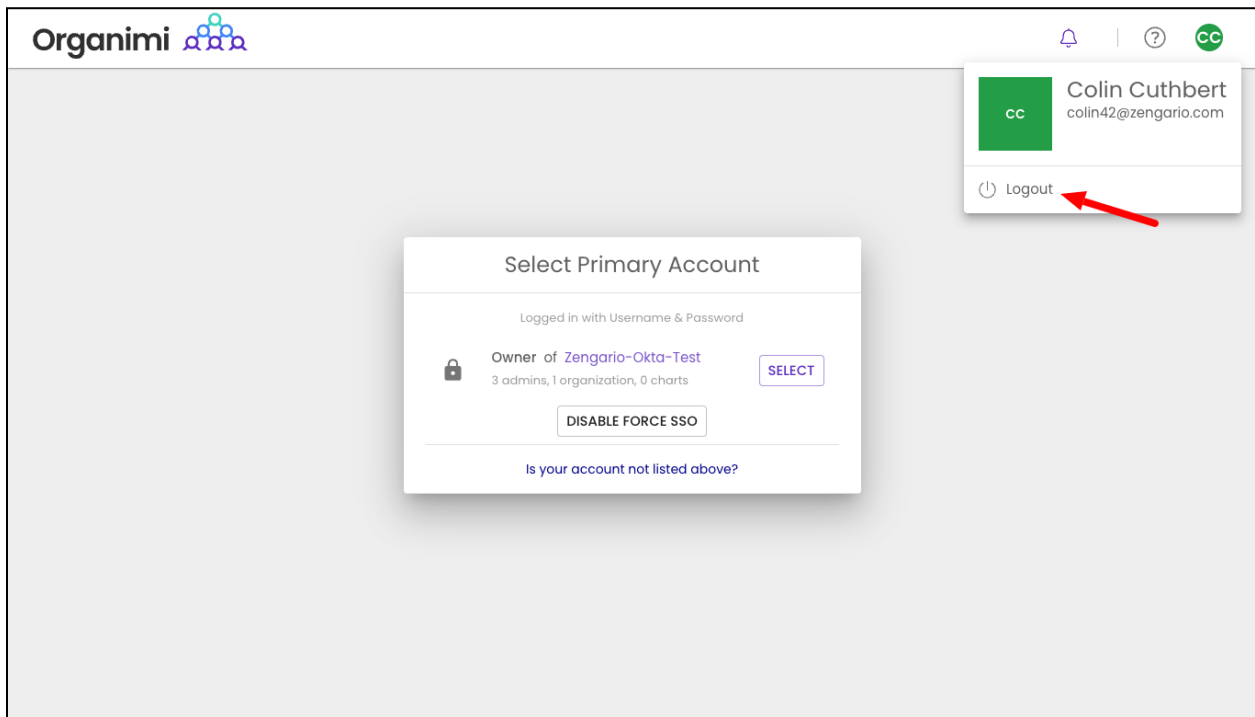 Organimi
CC
CC
Colin Cuthbert
colin42@zengario.com
Logout
Select Primary Account
Logged in with Username & Password
Owner of Zengario-Okta-Test
3 admins, 1 organization, 0 charts
SELECT
DISABLE FORCE SSO
Is your account not listed above?